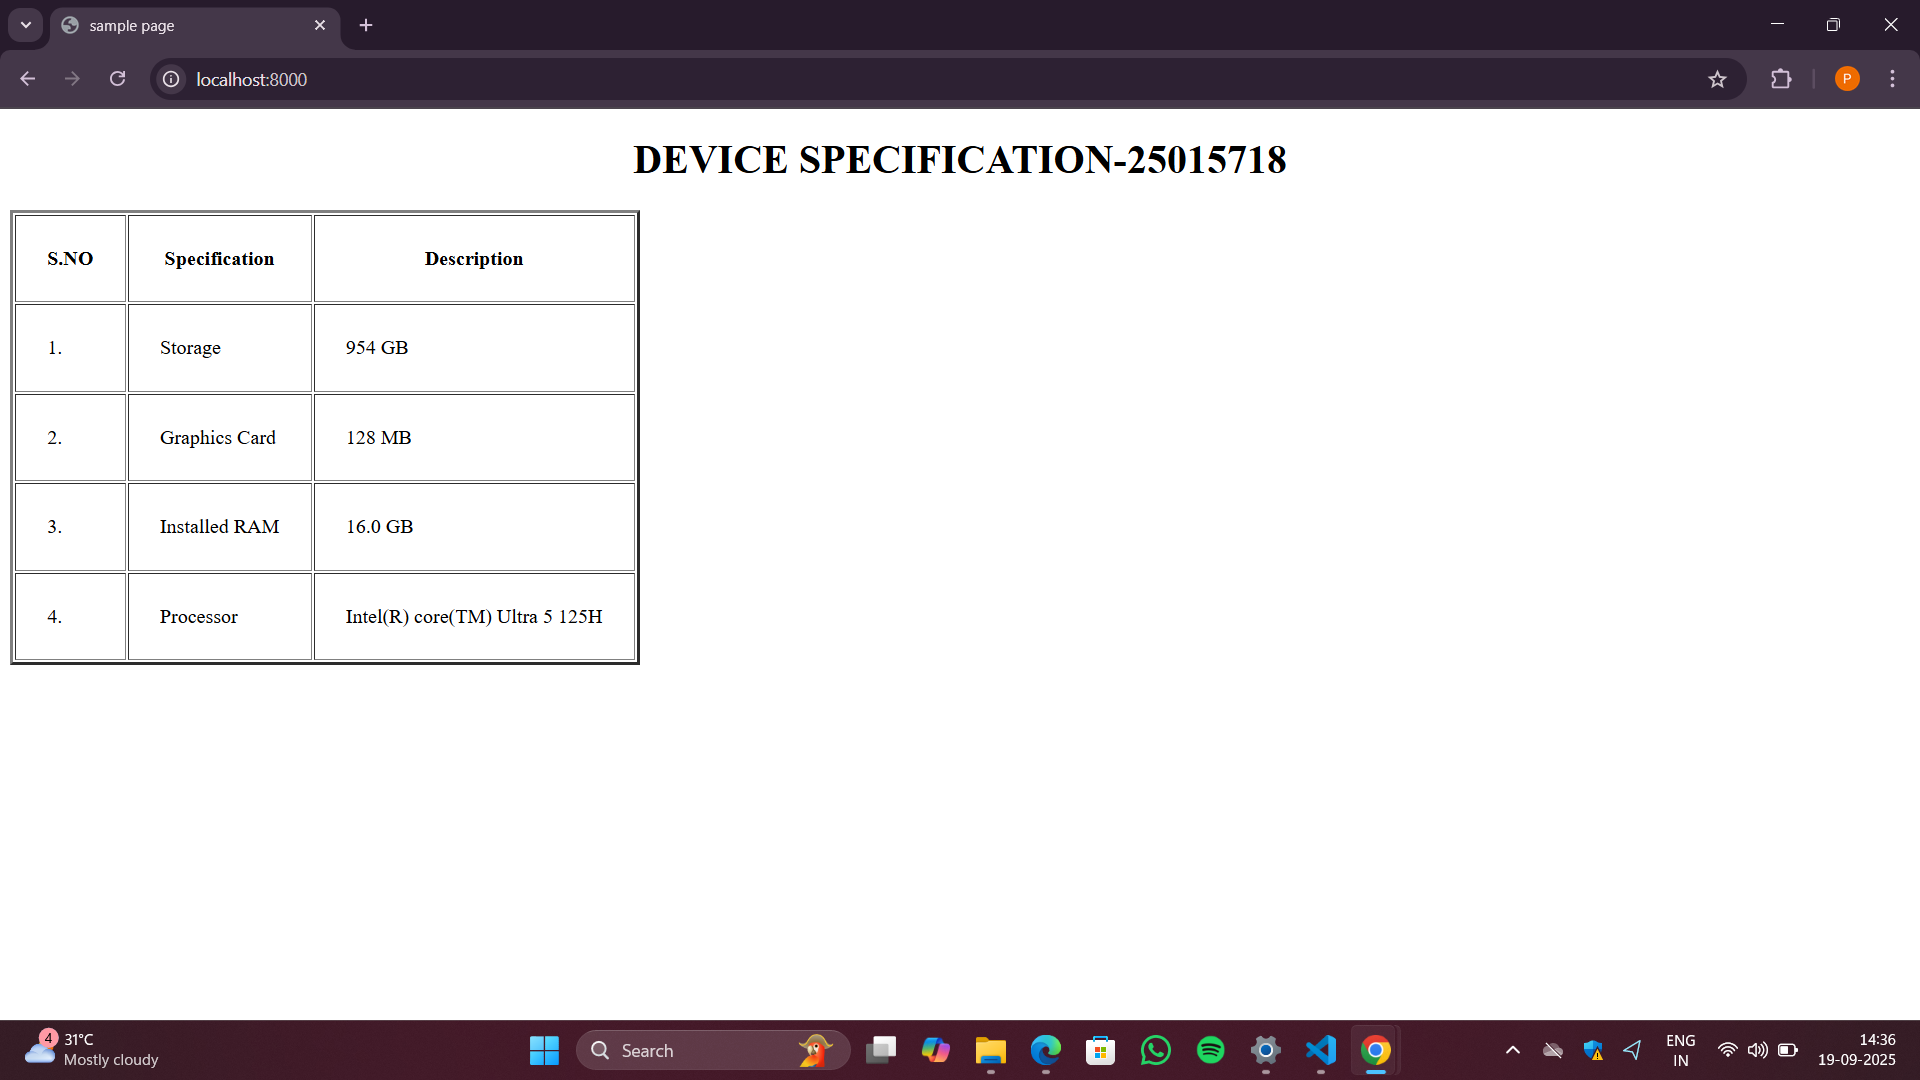 sample page
localhost:8000
P
DEVICE SPECIFICATION-25015718
S.NO Specification Description
1. Storage 954 GB
2. Graphics Card 128 MB
3. Installed RAM 16.0 GB
4. Processor Intel(R) core(TM) Ultra 5 125H
4 31°C
Mostly cloudy
Search
ENG
IN
14:36
19-09-2025